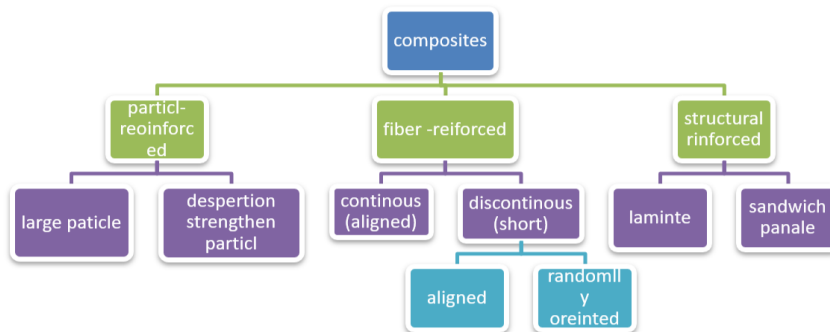 composites
particl-
reoinforc
ed
fiber -reiforced
structural
rinforced
large paticle
despertion
strengthen
particl
continous
(aligned)
discontinous
(short)
laminte
sandwich
panale
aligned
randomll
y
oreinted